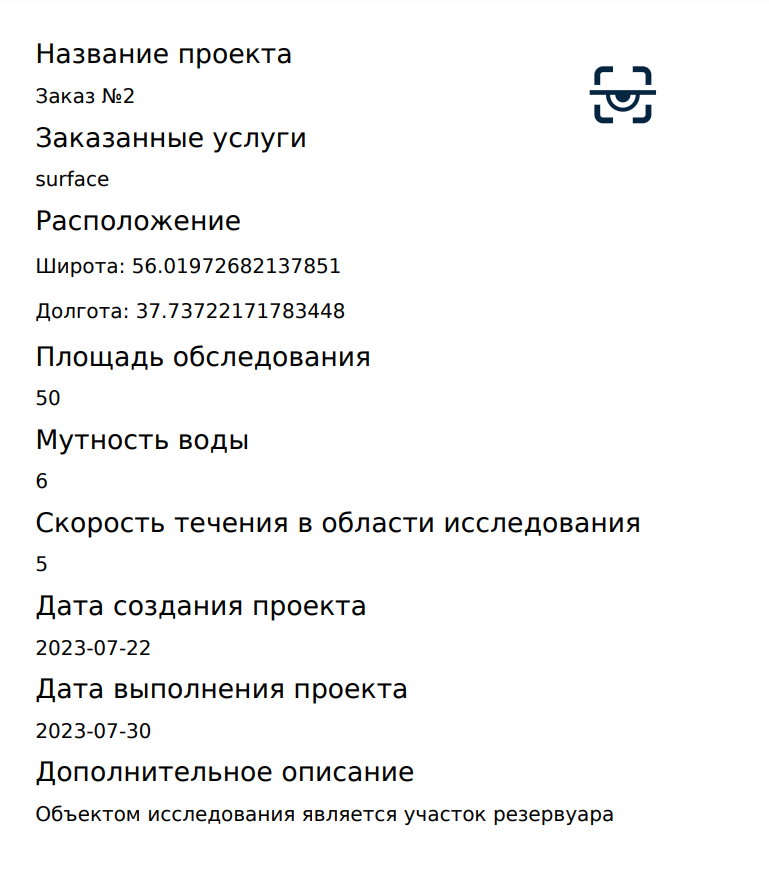 Название проекта
Заказ №2
Заказанные услуги
surface
Расположение
Широта: 56.01972682137851
Долгота: 37.73722171783448
Площадь обследования
50
Мутность воды
6
Скорость течения в области исследования
5
Дата создания проекта
2023-07-22
Дата выполнения проекта
2023-07-30
Дополнительное описание
Объектом исследования является участок резервуара